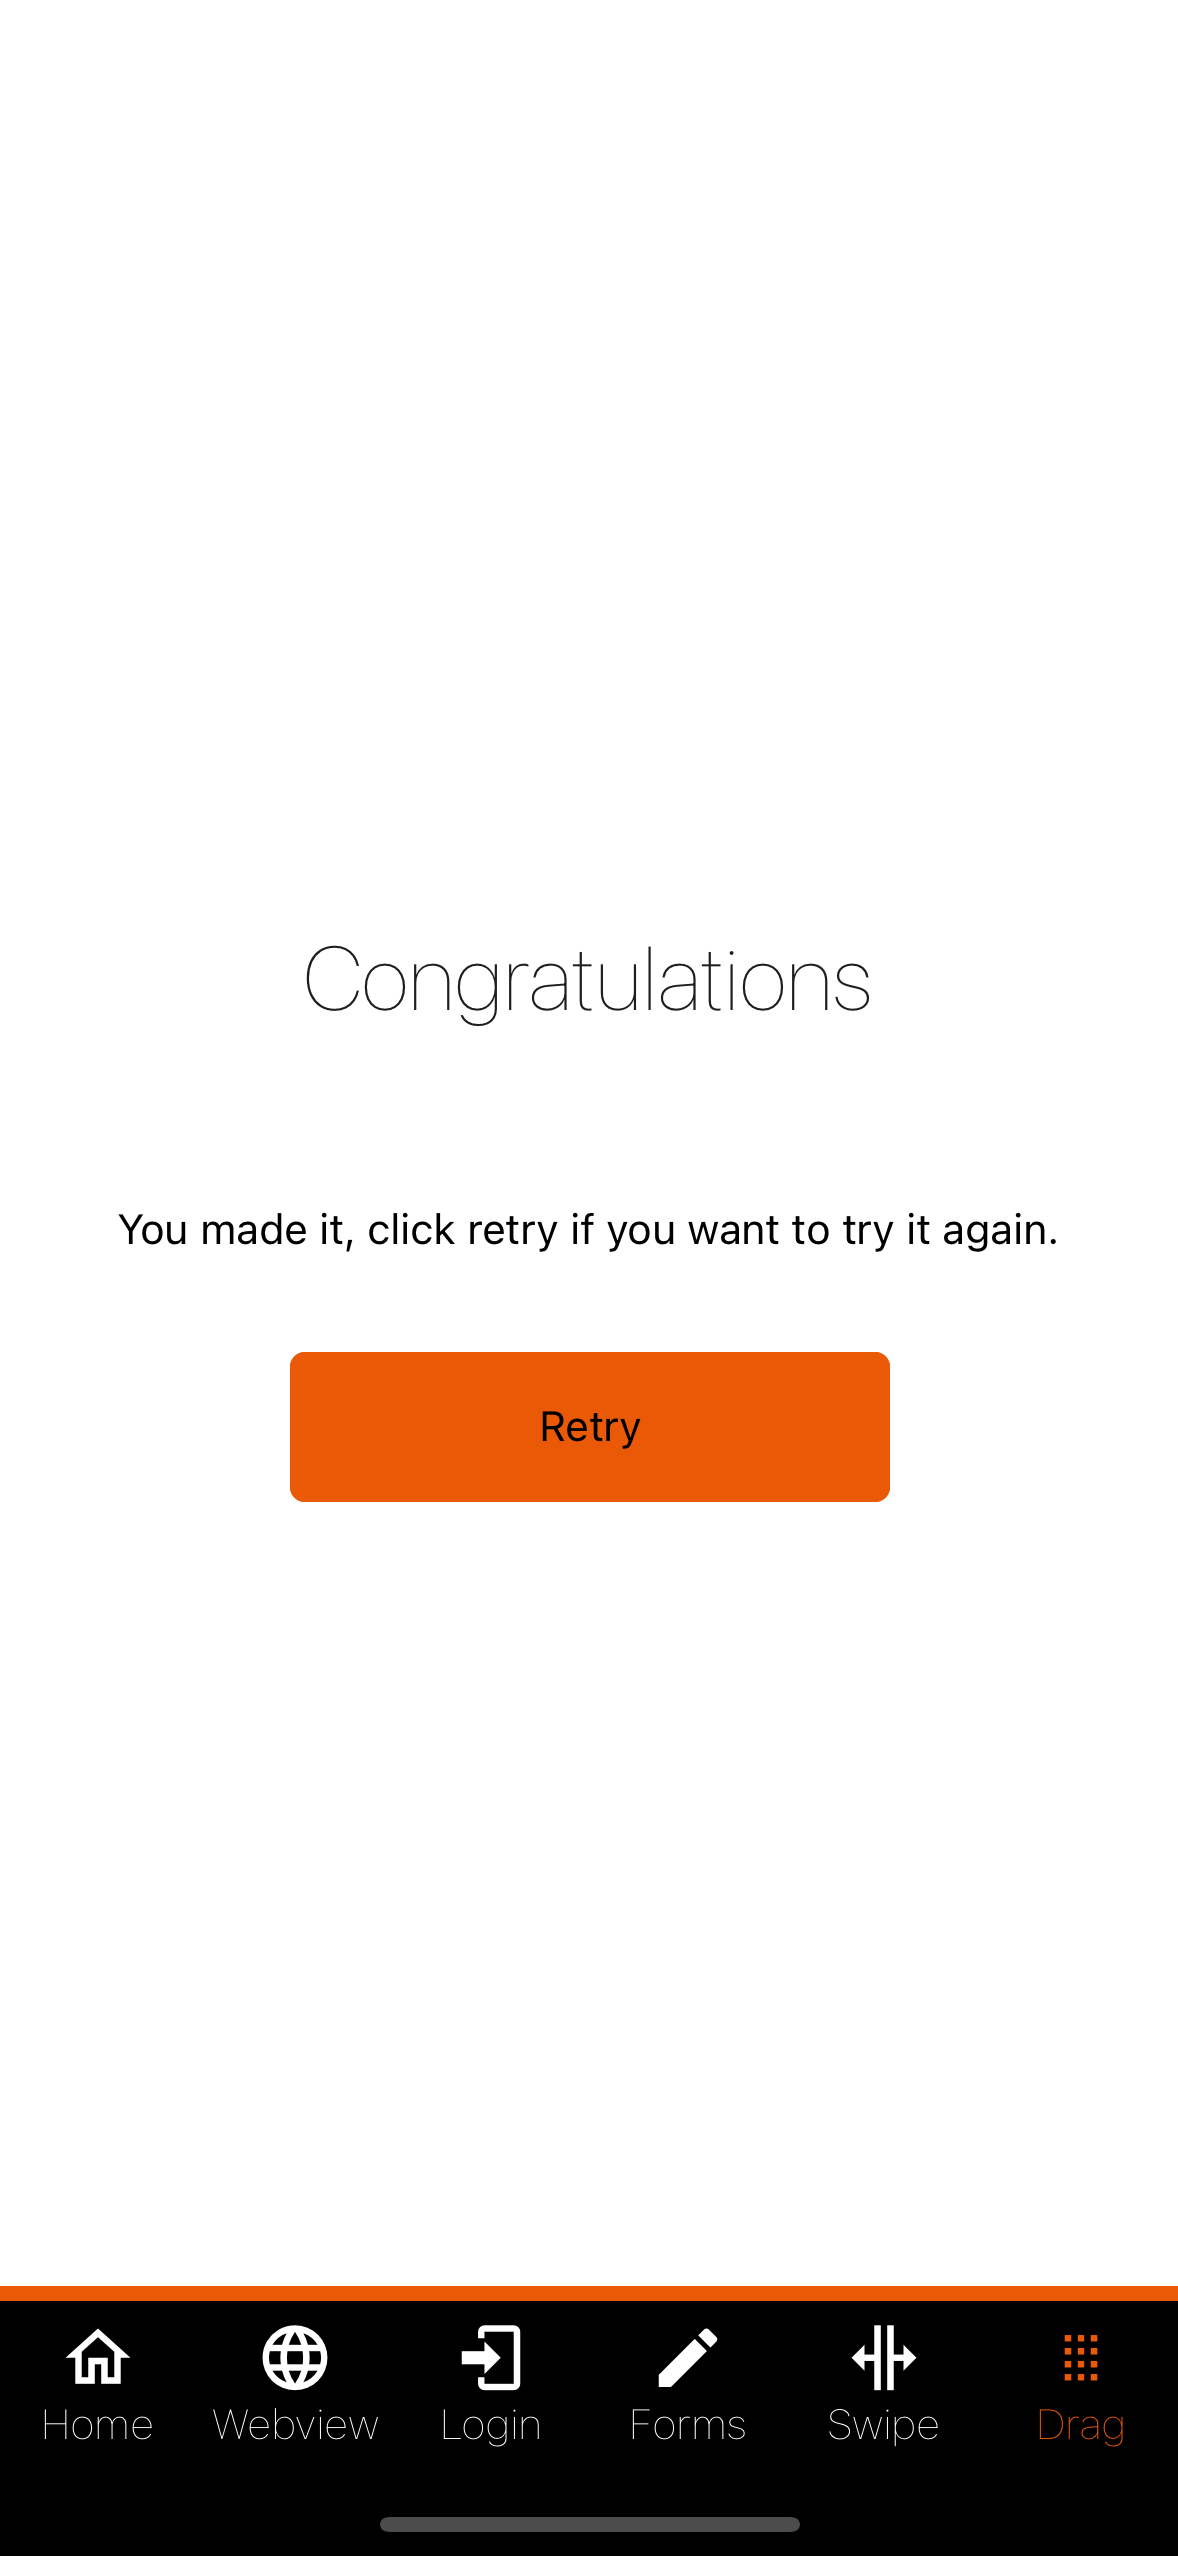 Congratulations
You made it, click retry if you want to try it again.
Retry
Home Webview Login Forms Swipe Drag